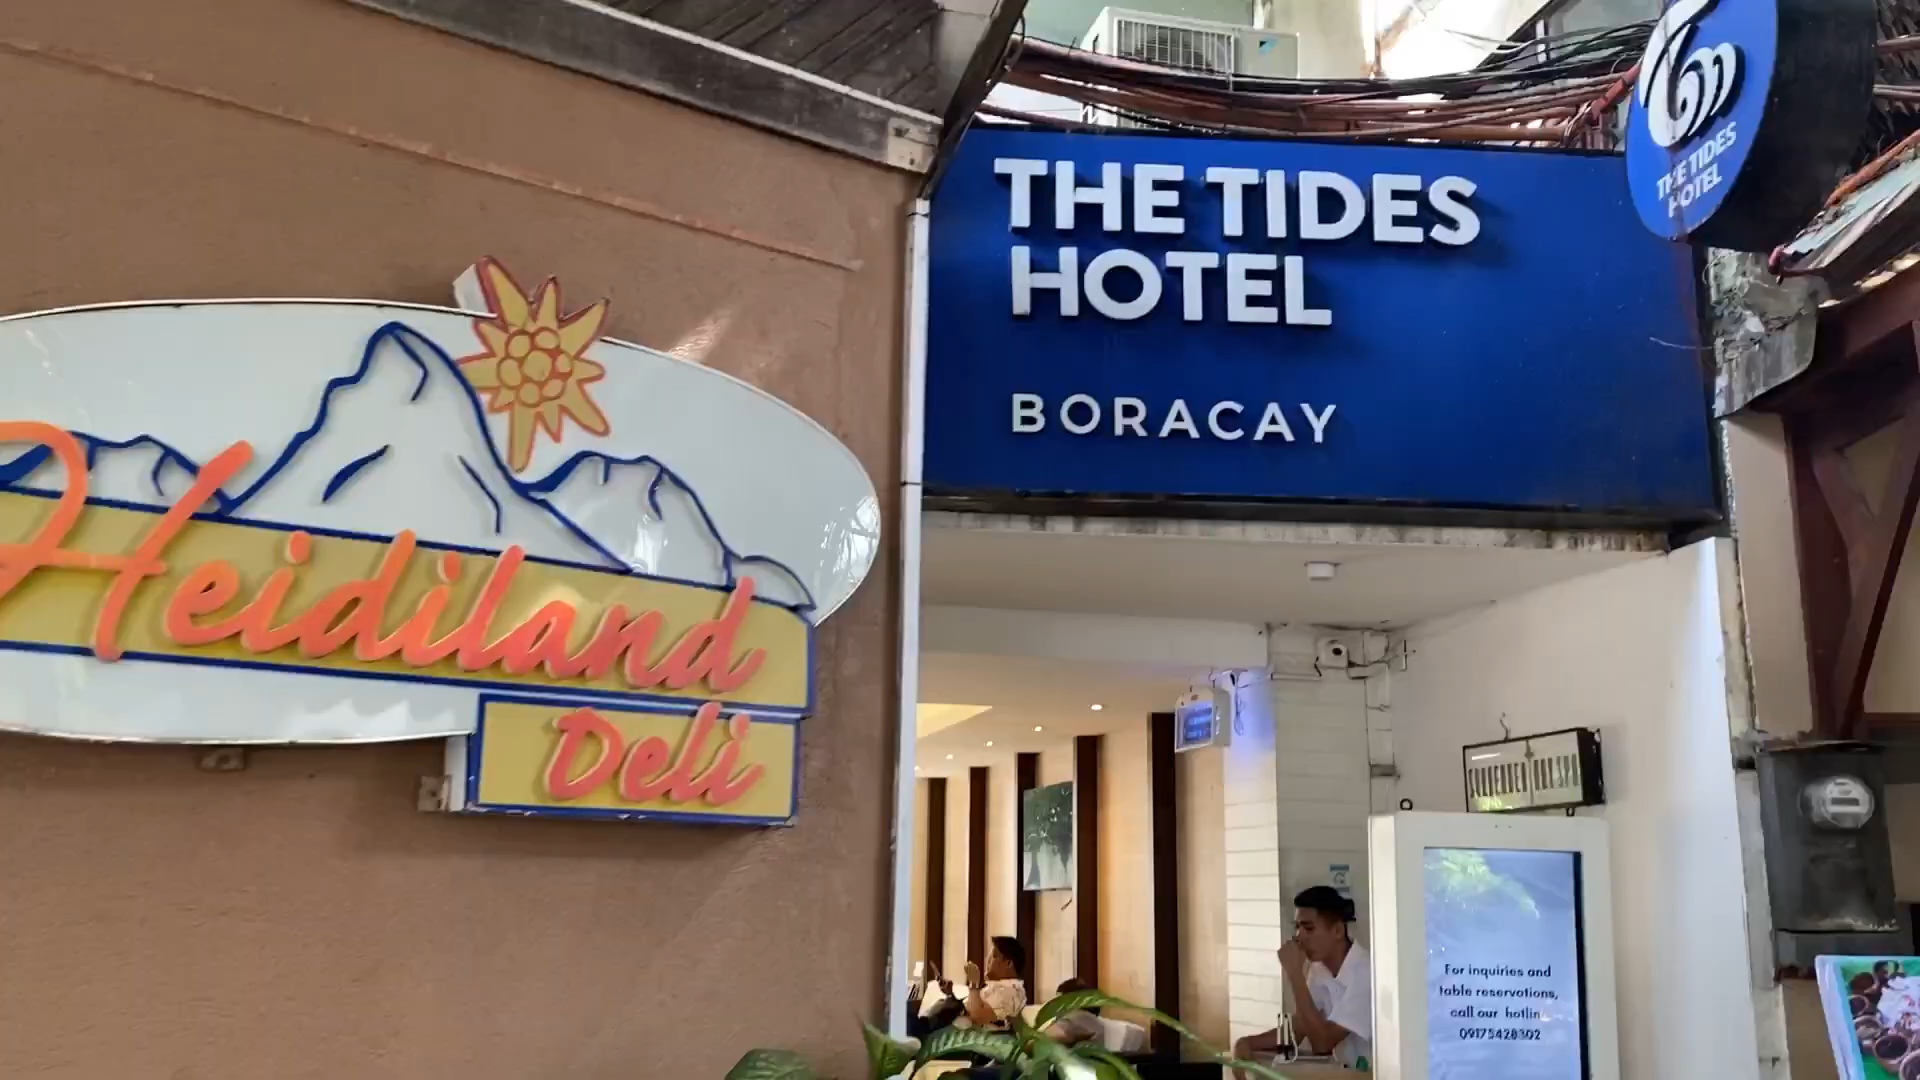 Heidiland
Deli
THE TIDES
HOTEL
BORACAY
THE TIDES
HOTEL
For inquiries and
table reservations,
call our hotlin
09175428302